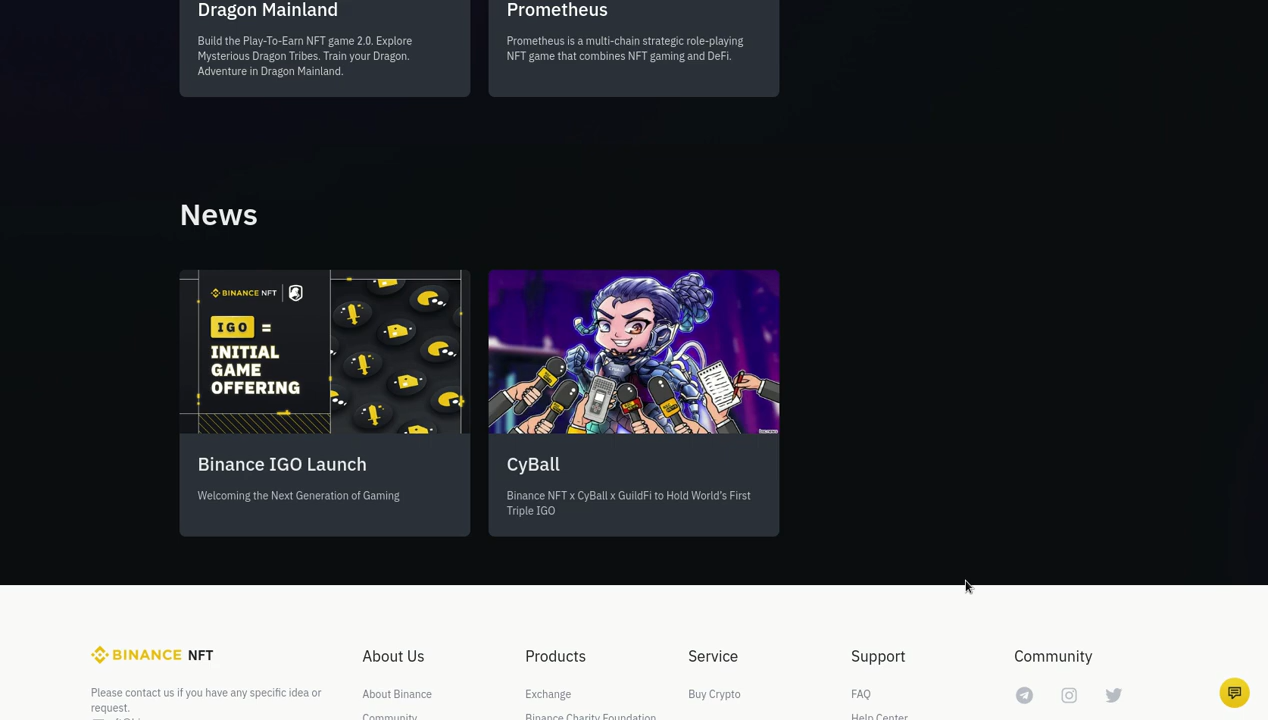 Dragon Mainland
Build the Play-To-Earn NFT game 2.0. Explore
Mysterious Dragon Tribes. Train your Dragon.
Adventure in Dragon Mainland.
Prometheus
Prometheus is a multi-chain strategic role-playing
NFT game that combines NFT gaming and DeFi.
News
BINANCE NFT
IGO =
INITIAL
GAME
OFFERING
Binance IGO Launch
Welcoming the Next Generation of Gaming
CyBall
Binance NFT x CyBall x GuildFi to Hold World's First
Triple IGO
BINANCE NFT
Please contact us if you have any specific idea or
request.
About Us
About Binance
Community
Products
Exchange
Binance Charity Foundation
Service
Buy Crypto
Support
FAQ
Help Center
Community